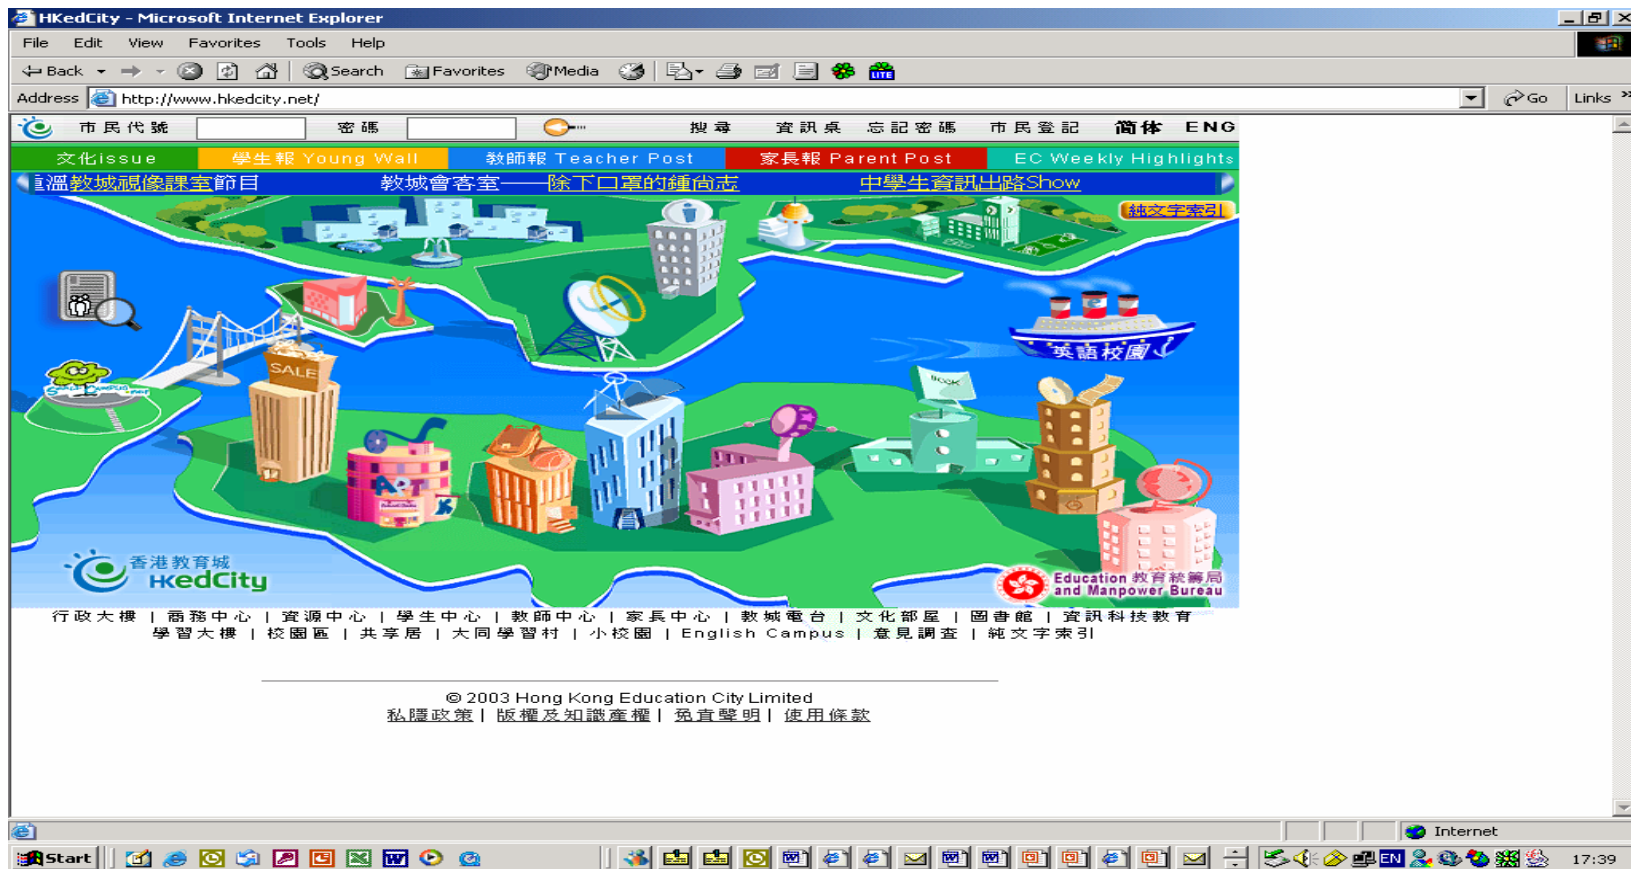 HKedCity - Microsoft Internet Explorer
File Edit View Favorites Tools Help
Back Search Favorites Media LITE
Address http://www.hkedcity.net/ Go Links
市民代號 密碼 搜尋 資訊桌 忘記密碼 市民登記 简体 ENG
文化issue 學生報 Young Wall 教師報 Teacher Post 家長報 Parent Post EC Weekly Highlights
溫教城視像課室節目 教城會客室——除下口罩的鍾尚志 中學生資訊出路Show
純文字索引
英語校園
SALE
BOOK
ART
K
香港教育城
HKedCity
Education 教育統籌局
and Manpower Bureau
行政大樓 | 商務中心 | 資源中心 | 學生中心 | 教師中心 | 家長中心 | 教城電台 | 文化部屋 | 圖書館 | 資訊科技教育
學習大樓 | 校園區 | 共享居 | 大同學習村 | 小校園 | English Campus | 意見調查 | 純文字索引
© 2003 Hong Kong Education City Limited
私隱政策 | 版權及知識產權 | 免責聲明 | 使用條款
Internet
Start EN 17:39